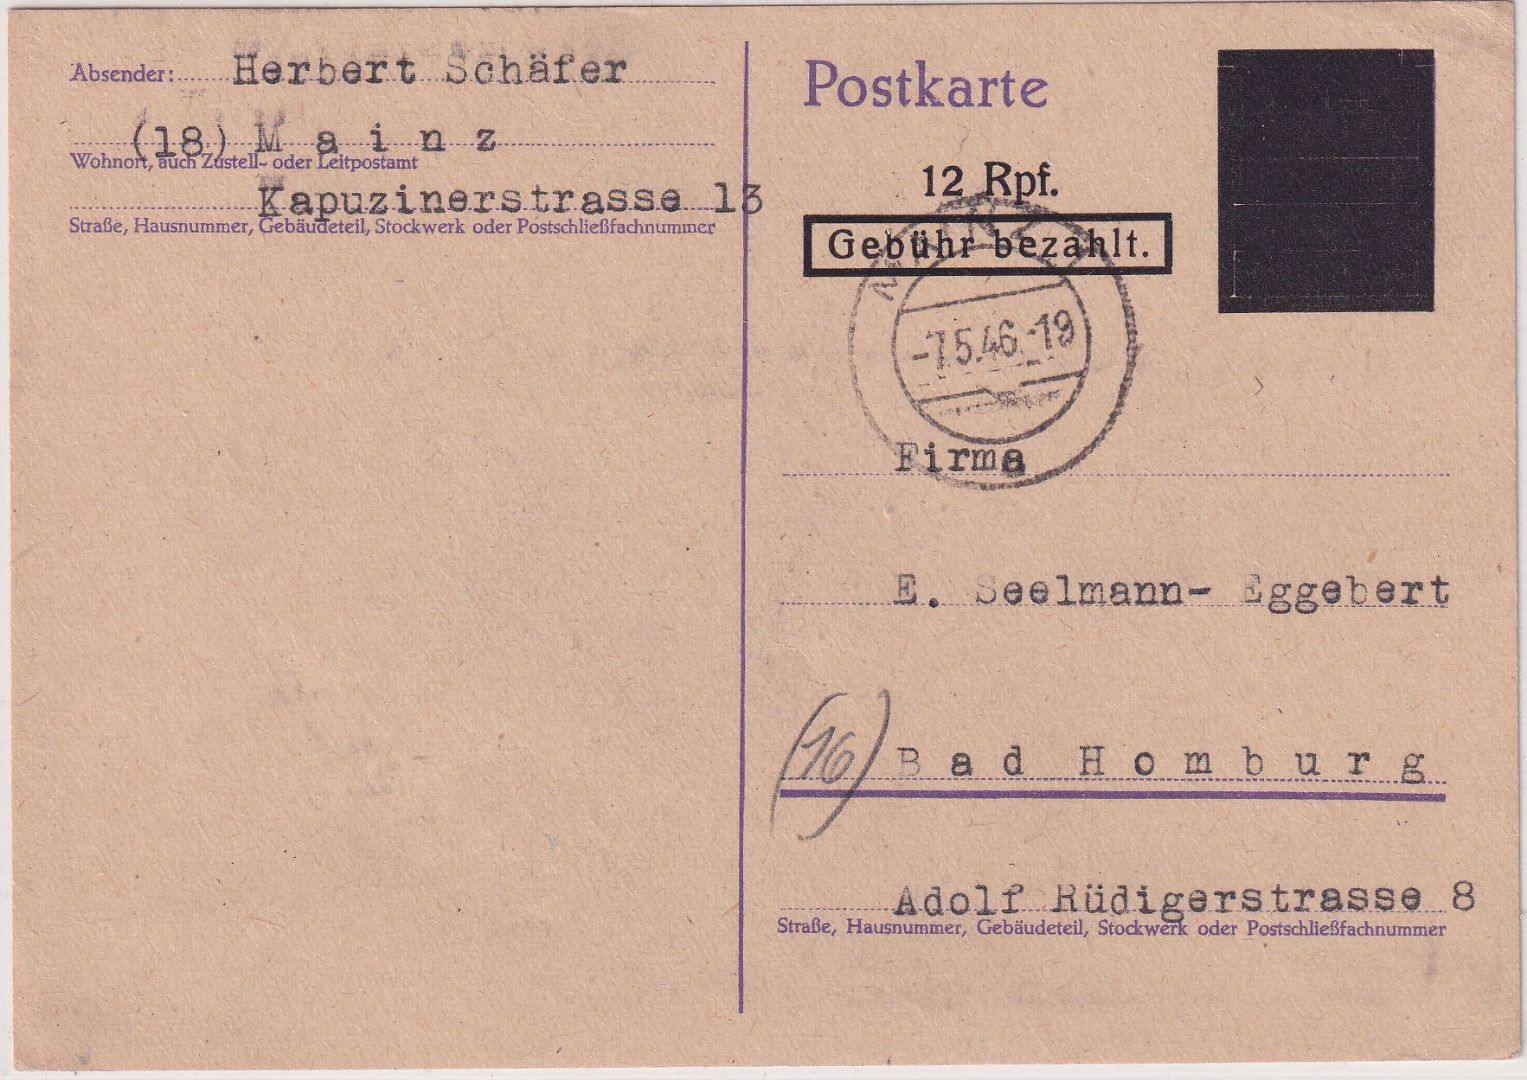 Absender: Herbert Schäfer
(18) M a i n z
Wohnort, auch Zustell- oder Leitpostamt
Kapuzinerstrasse 13
Straße, Hausnummer, Gebäudeteil, Stockwerk oder Postschließfachnummer
Postkarte
12 Rpf.
Gebühr bezahlt.
MAINZ 1
-7.5.46.-19
Firma
E. Seelmann- Eggebert
(16) B a d H o m b u r g
Adolf Rüdigerstrasse 8
Straße, Hausnummer, Gebäudeteil, Stockwerk oder Postschließfachnummer